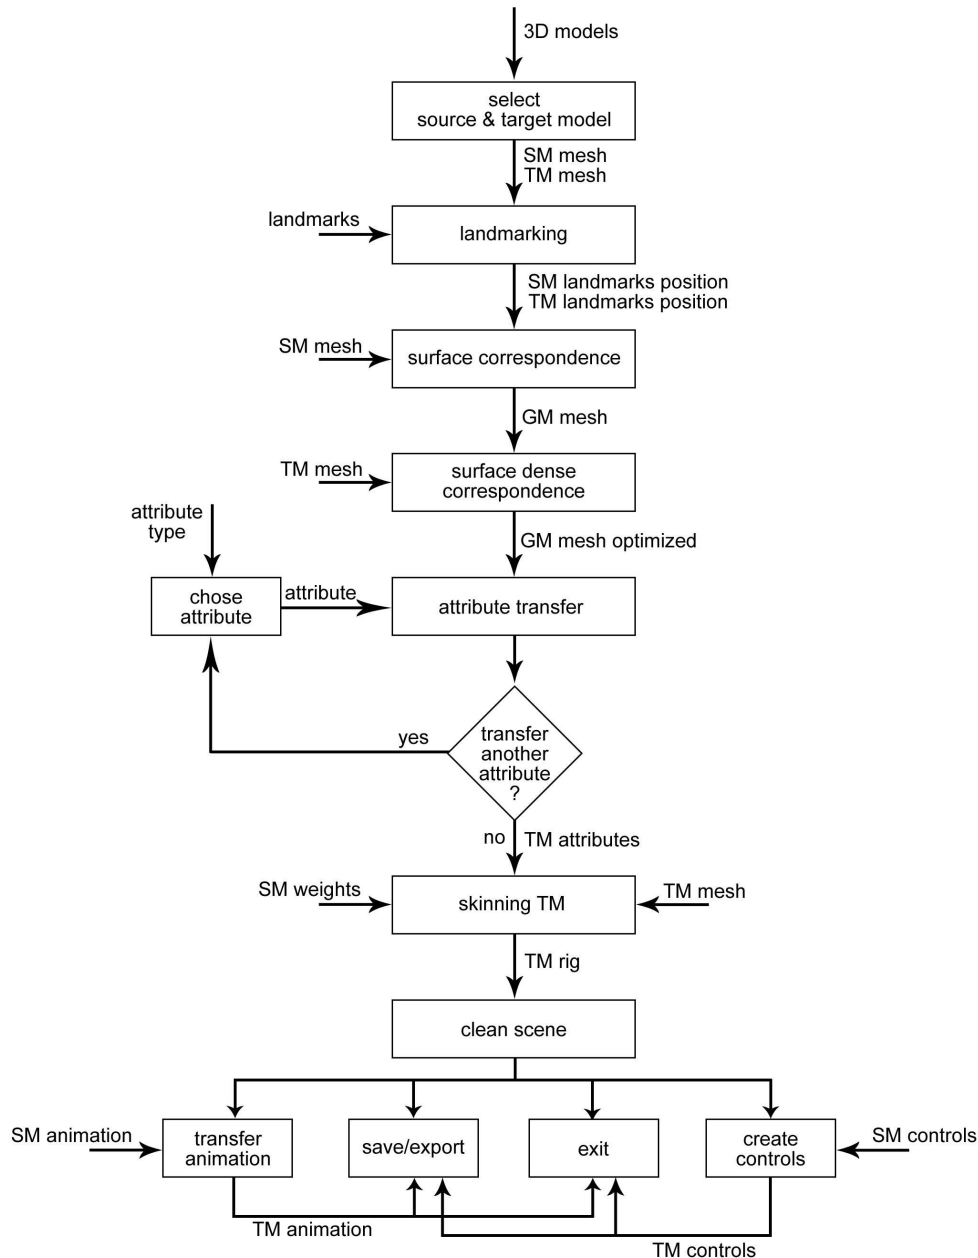 3D models
select
source & target model
SM mesh
TM mesh
landmarks
landmarking
SM landmarks position
TM landmarks position
SM mesh
surface correspondence
GM mesh
TM mesh
surface dense
correspondence
attribute
type
GM mesh optimized
chose
attribute
attribute
attribute transfer
yes
transfer
another
attribute
?
no
TM attributes
SM weights
skinning TM
TM mesh
TM rig
clean scene
SM animation
transfer
animation
save/export
exit
create
controls
SM controls
TM animation
TM controls